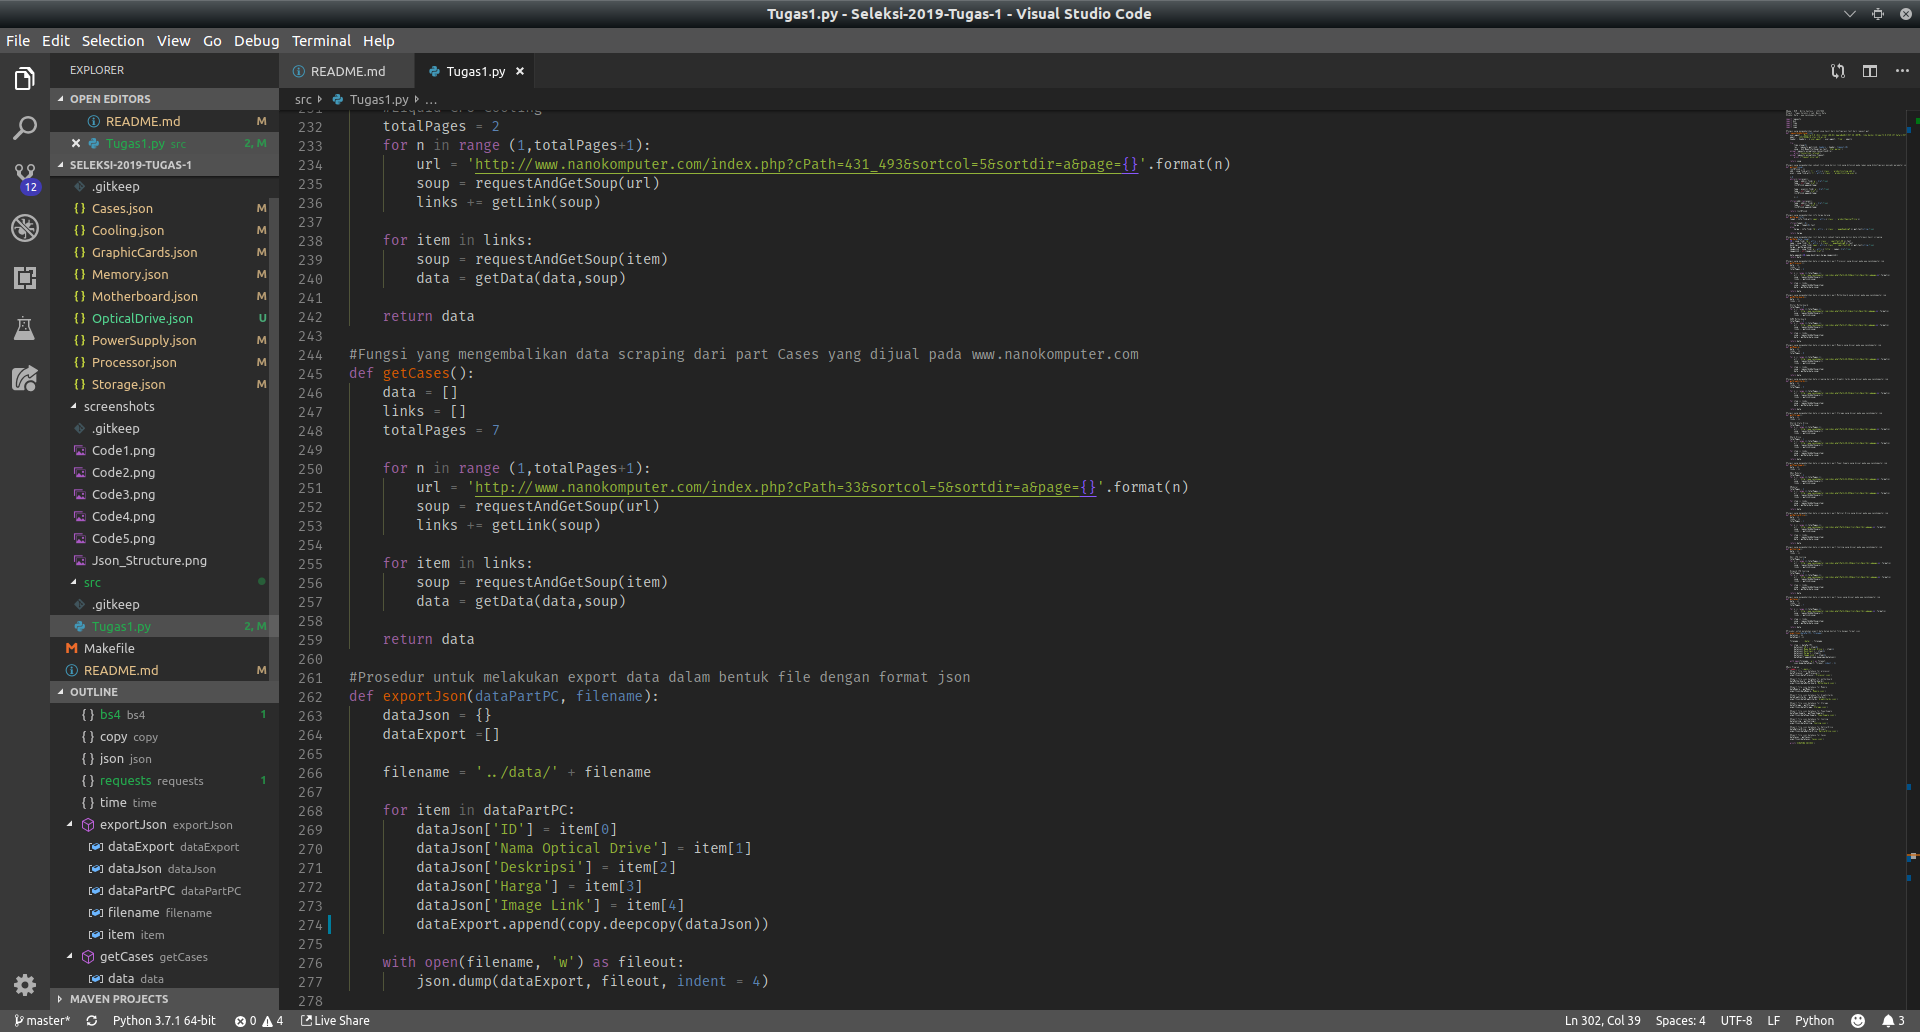 Tugas1.py - Seleksi-2019-Tugas-1 - Visual Studio Code
File Edit Selection View Go Debug Terminal Help
EXPLORER
OPEN EDITORS
README.md
Tugas1.py src 2, M
SELEKSI-2019-TUGAS-1
.gitkeep
{ } Cases.json M
{ } Cooling.json M
{ } GraphicCards.json M
{ } Memory.json M
{ } Motherboard.json M
{ } OpticalDrive.json U
{ } PowerSupply.json M
{ } Processor.json M
{ } Storage.json M
screenshots
.gitkeep
Code1.png
Code2.png
Code3.png
Code4.png
Code5.png
Json_Structure.png
src
.gitkeep
Tugas1.py 2, M
Makefile
README.md M
OUTLINE
{ } bs4 bs4 1
{ } copy copy
{ } json json
{ } requests requests 1
{ } time time
exportJson exportJson
dataExport dataExport
dataJson dataJson
dataPartPC dataPartPC
filename filename
item item
getCases getCases
data data
MAVEN PROJECTS
12
README.md
Tugas1.py
src Tugas1.py ...
232 totalPages = 2
233 for n in range (1,totalPages+1):
234 url = 'http://www.nanokomputer.com/index.php?cPath=431_493&sortcol=5&sortdir=a&page={}'.format(n)
235 soup = requestAndGetSoup(url)
236 links += getLink(soup)
237
238 for item in links:
239 soup = requestAndGetSoup(item)
240 data = getData(data,soup)
241
242 return data
243
244 #Fungsi yang mengembalikan data scraping dari part Cases yang dijual pada www.nanokomputer.com
245 def getCases():
246 data = []
247 links = []
248 totalPages = 7
249
250 for n in range (1,totalPages+1):
251 url = 'http://www.nanokomputer.com/index.php?cPath=33&sortcol=5&sortdir=a&page={}'.format(n)
252 soup = requestAndGetSoup(url)
253 links += getLink(soup)
254
255 for item in links:
256 soup = requestAndGetSoup(item)
257 data = getData(data,soup)
258
259 return data
260
261 #Prosedur untuk melakukan export data dalam bentuk file dengan format json
262 def exportJson(dataPartPC, filename):
263 dataJson = {}
264 dataExport =[]
265
266 filename = '../data/' + filename
267
268 for item in dataPartPC:
269 dataJson['ID'] = item[0]
270 dataJson['Nama Optical Drive'] = item[1]
271 dataJson['Deskripsi'] = item[2]
272 dataJson['Harga'] = item[3]
273 dataJson['Image Link'] = item[4]
274 dataExport.append(copy.deepcopy(dataJson))
275
276 with open(filename, 'w') as fileout:
277 json.dump(dataExport, fileout, indent = 4)
278
master* Python 3.7.1 64-bit 0 4 Live Share Ln 302, Col 39 Spaces: 4 UTF-8 LF Python 3